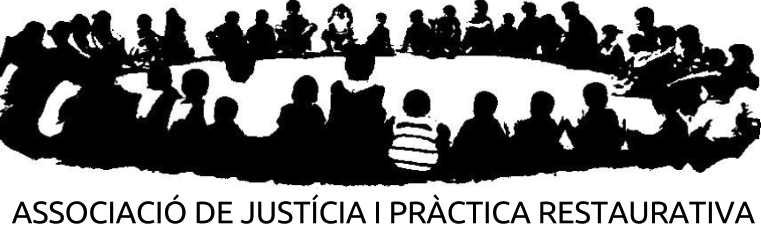 ASSOCIACIÓ DE JUSTÍCIA I PRÀCTICA RESTAURATIVA